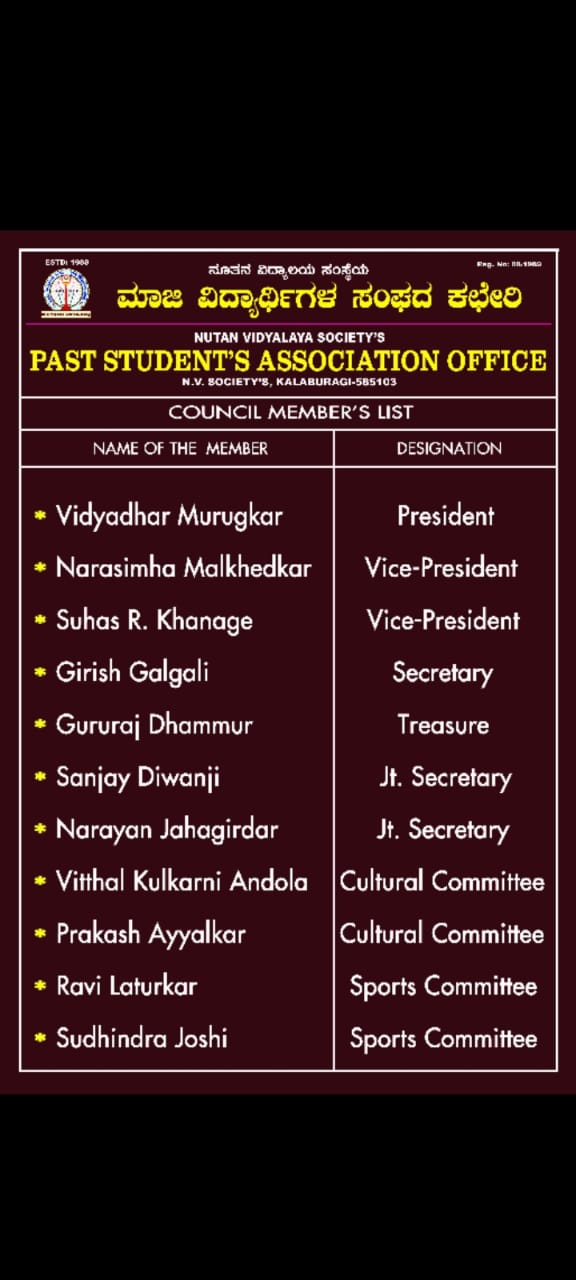 ESTD: 1989
ನೂತನ ವಿದ್ಯಾಲಯ ಸಂಸ್ಥೆಯ
Reg. No:
ಮಾಜಿ ವಿದ್ಯಾರ್ಥಿಗಳ ಸಂಘದ ಕಛೇರಿ
NUTAN VIDYALAYA SOCIETY'S
PAST STUDENT'S ASSOCIATION OFFICE
N.V. SOCIETY'S, KALABURAGI-585103
COUNCIL MEMBER'S LIST
NAME OF THE MEMBER DESIGNATION
* Vidyadhar Murugkar President
* Narasimha Malkhedkar Vice-President
* Suhas R. Khanage Vice-President
* Girish Galgali Secretary
* Gururaj Dhammur Treasure
* Sanjay Diwanji Jt. Secretary
* Narayan Jahagirdar Jt. Secretary
* Vitthal Kulkarni Andola Cultural Committee
* Prakash Ayyalkar Cultural Committee
* Ravi Laturkar Sports Committee
* Sudhindra Joshi Sports Committee